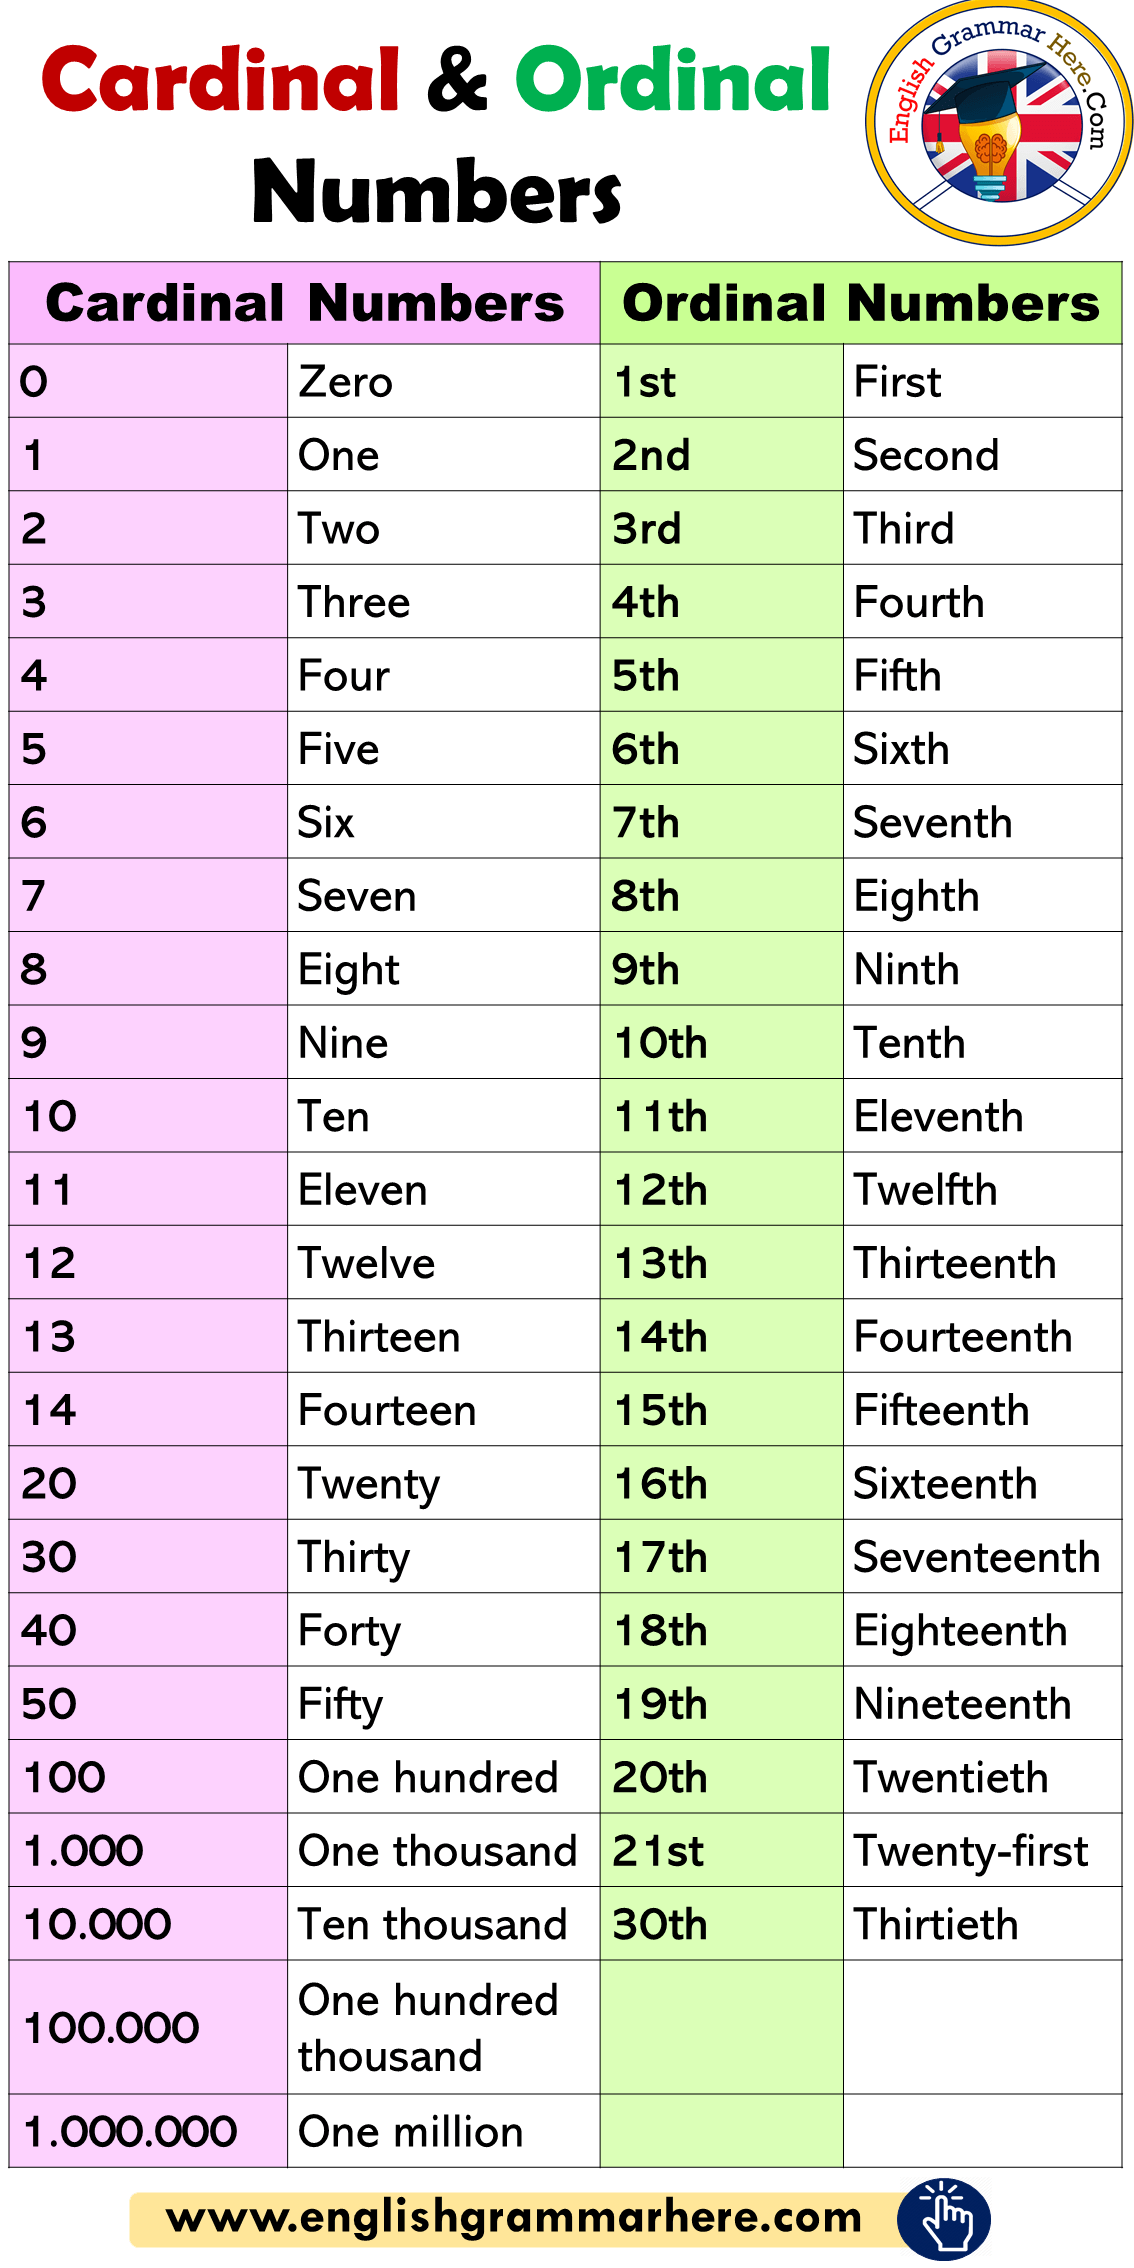 Cardinal & Ordinal
Numbers
English Grammar Here.Com
Cardinal Numbers Ordinal Numbers
0 Zero 1st First
1 One 2nd Second
2 Two 3rd Third
3 Three 4th Fourth
4 Four 5th Fifth
5 Five 6th Sixth
6 Six 7th Seventh
7 Seven 8th Eighth
8 Eight 9th Ninth
9 Nine 10th Tenth
10 Ten 11th Eleventh
11 Eleven 12th Twelfth
12 Twelve 13th Thirteenth
13 Thirteen 14th Fourteenth
14 Fourteen 15th Fifteenth
20 Twenty 16th Sixteenth
30 Thirty 17th Seventeenth
40 Forty 18th Eighteenth
50 Fifty 19th Nineteenth
100 One hundred 20th Twentieth
1.000 One thousand 21st Twenty-first
10.000 Ten thousand 30th Thirtieth
100.000 One hundred
thousand
1.000.000 One million
www.englishgrammarhere.com